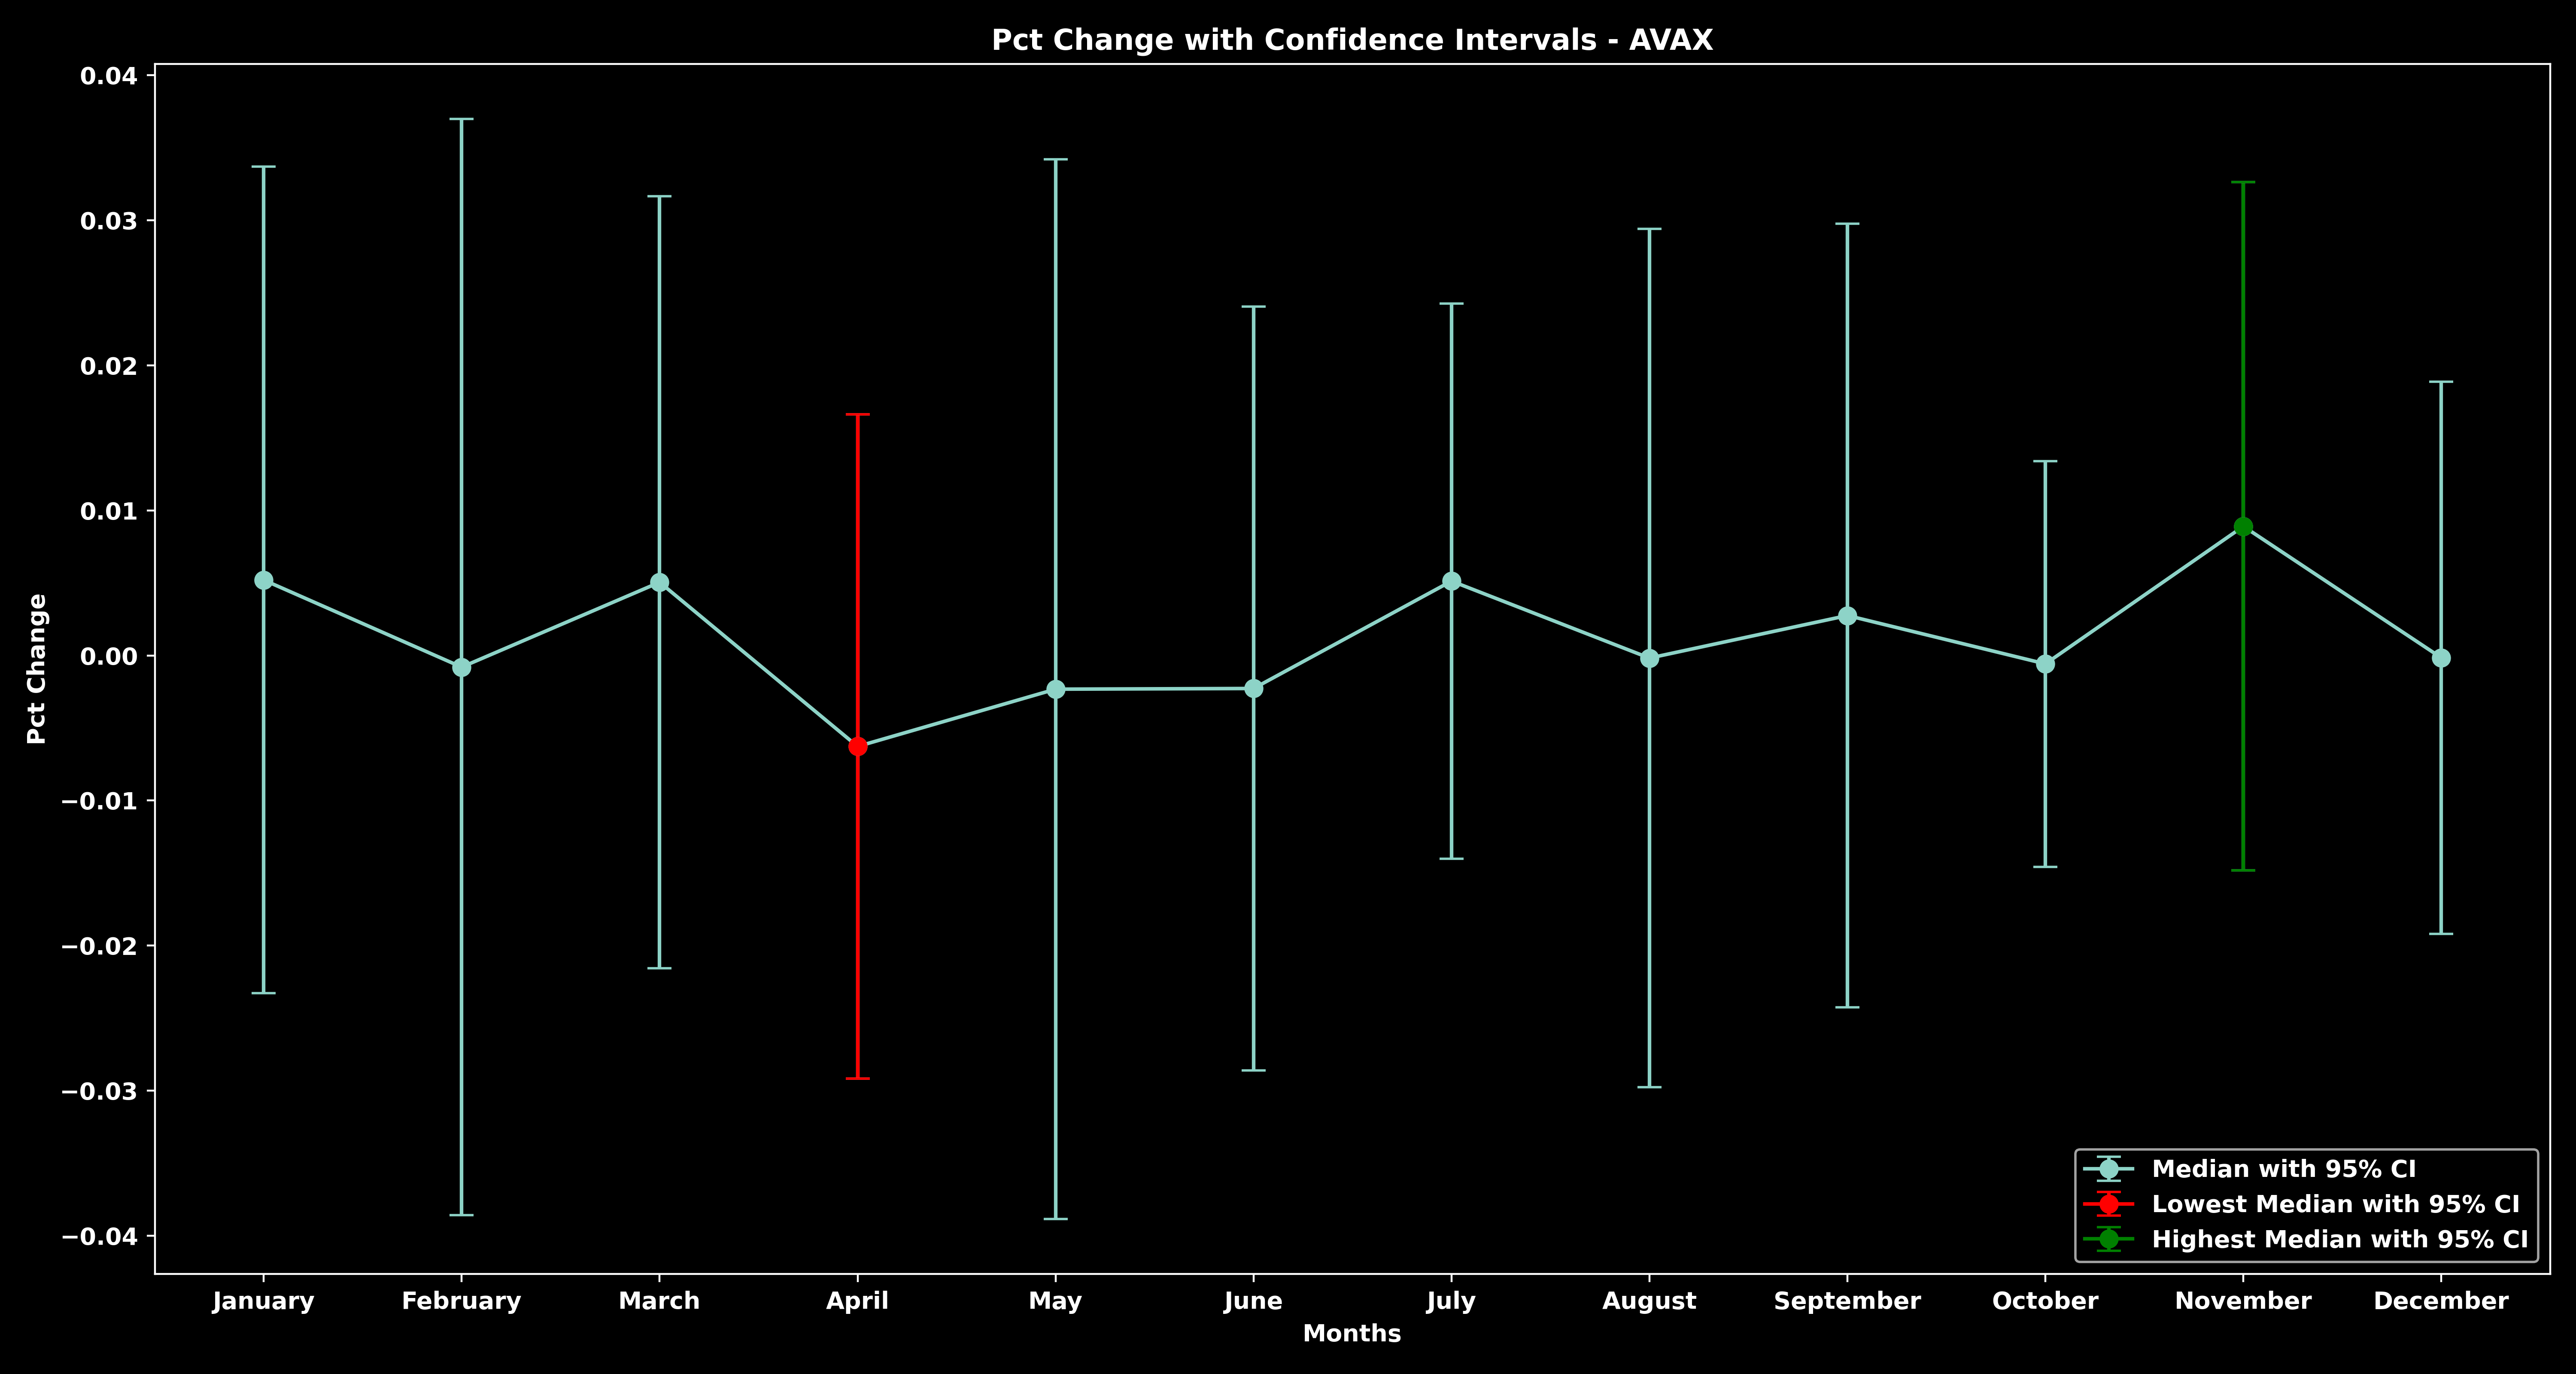 Pct Change with Confidence Intervals - AVAX
0.04
0.03
0.02
0.01
0.00
−0.01
−0.02
−0.03
−0.04
Pct Change
Median with 95% CI
Lowest Median with 95% CI
Highest Median with 95% CI
January February March April May June July August September October November December
Months